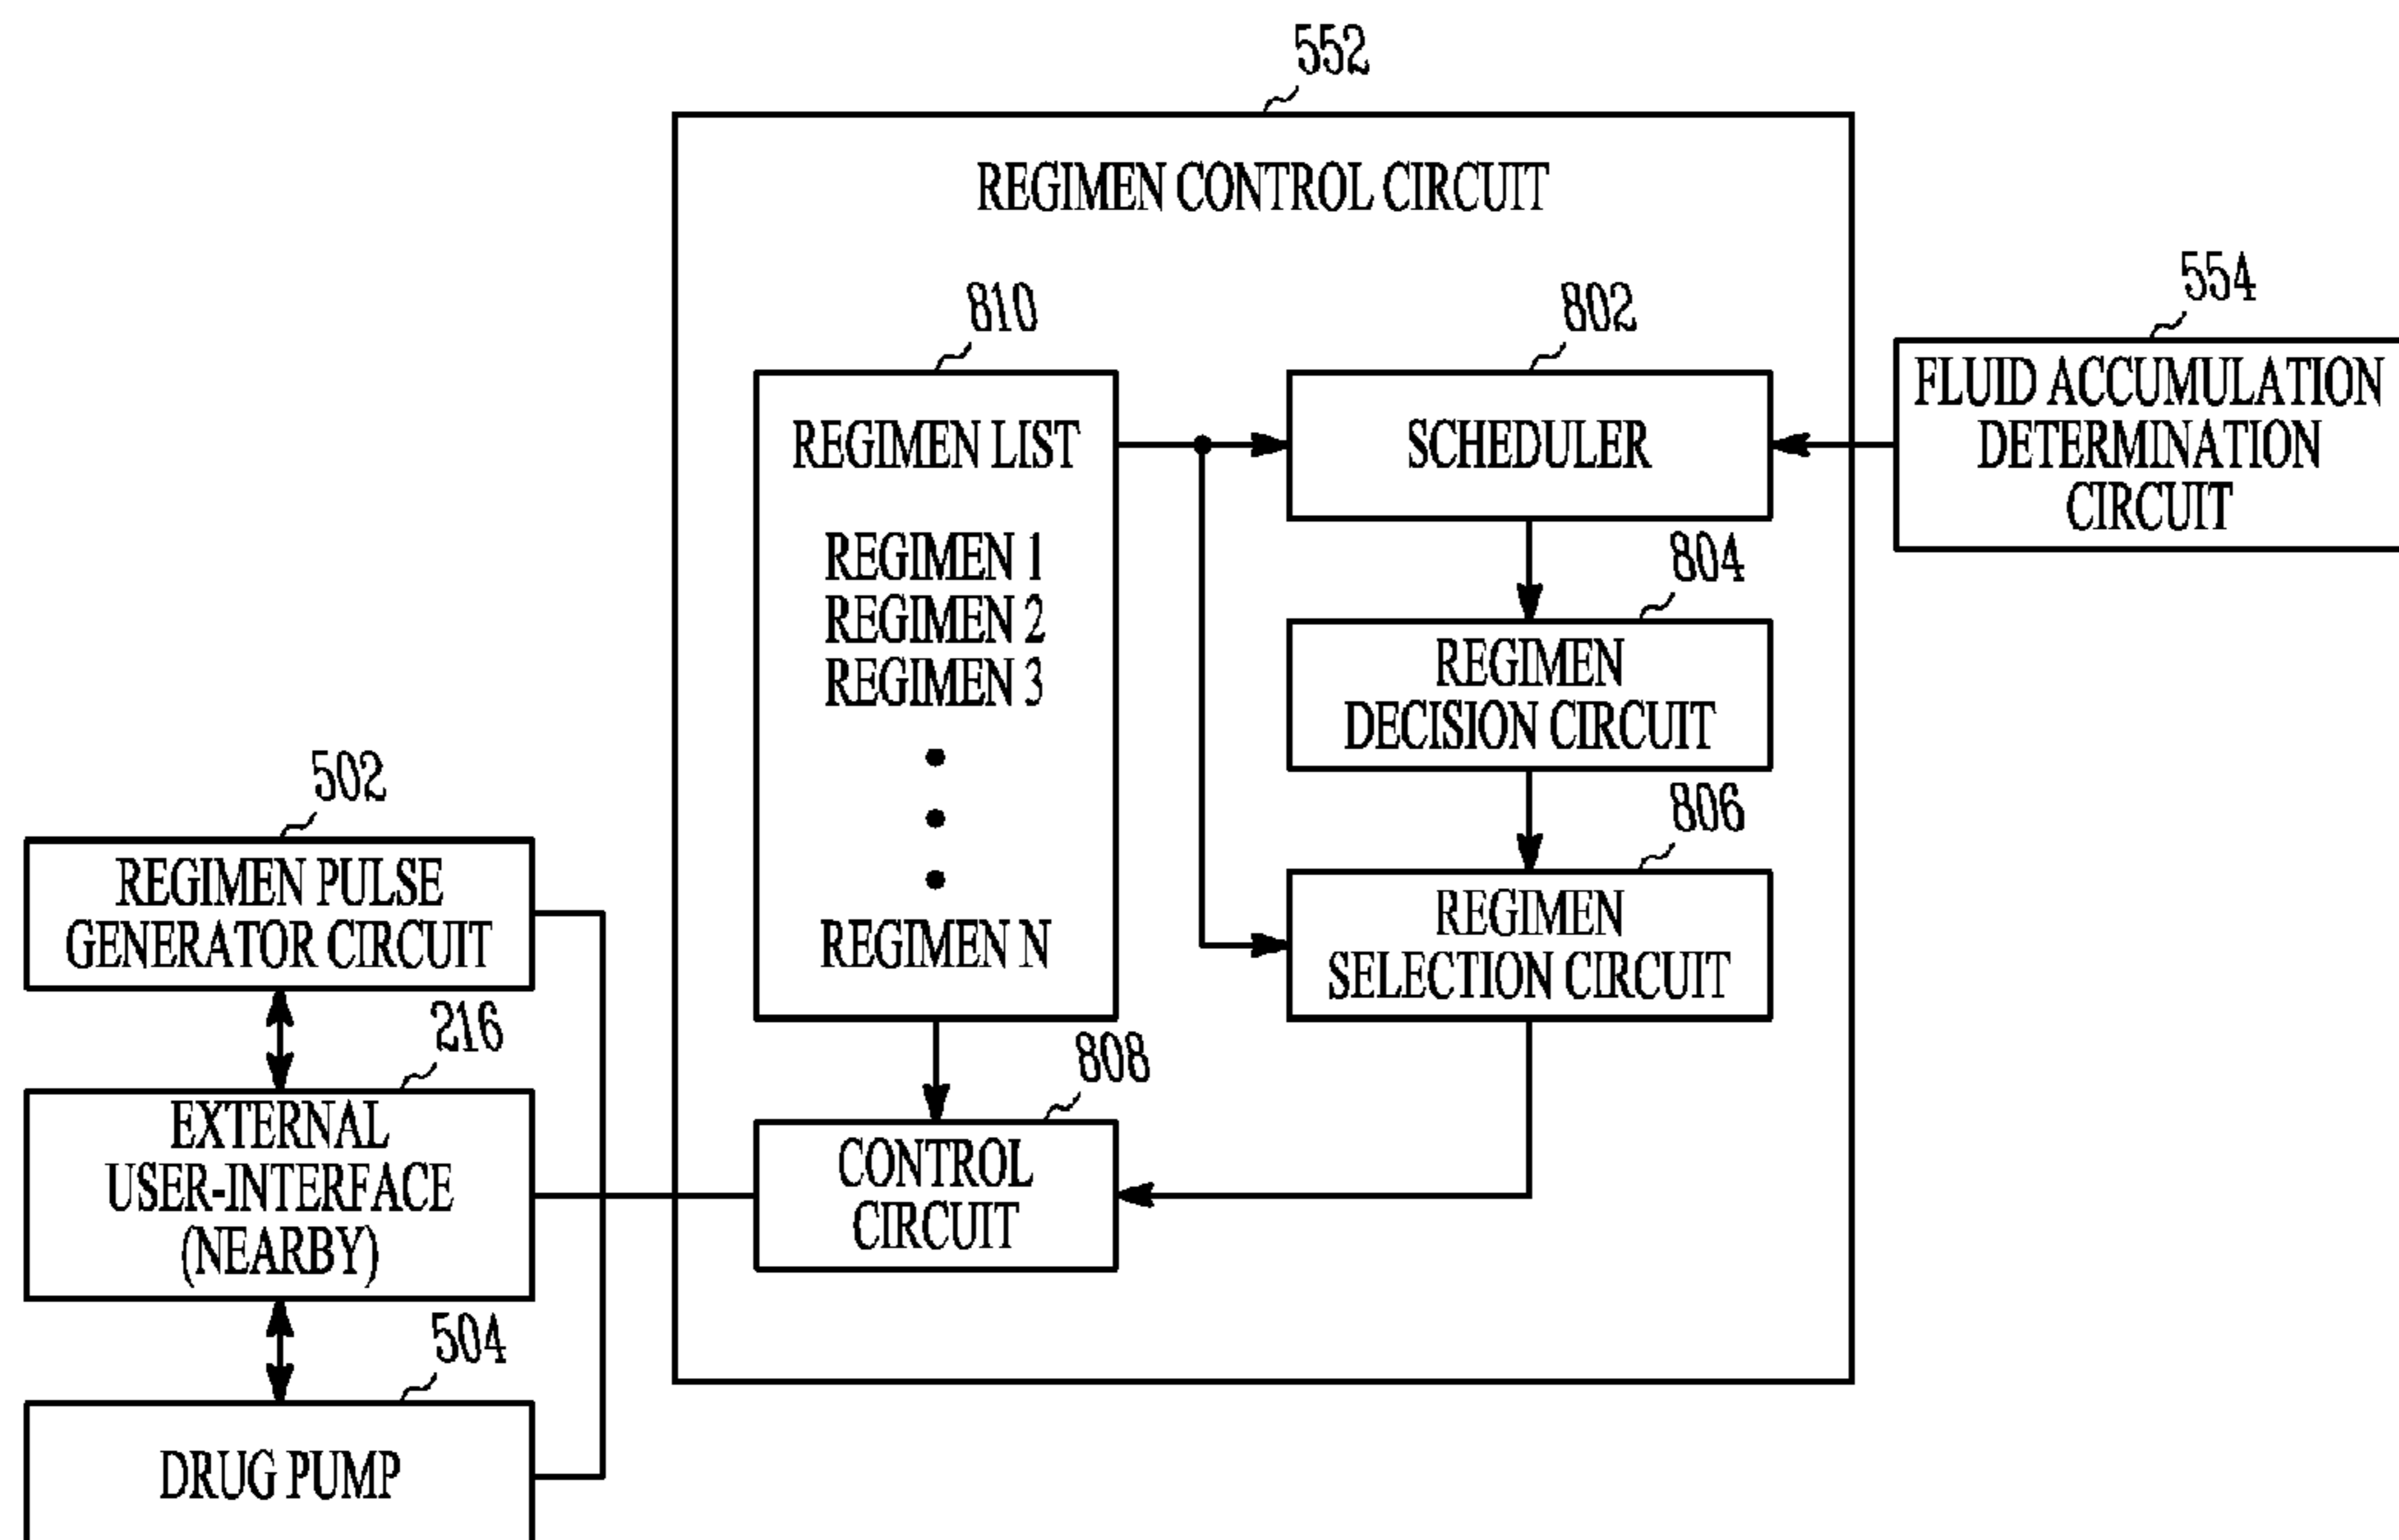 552
REGIMEN CONTROL CIRCUIT
810
802
554
REGIMEN LIST
REGIMEN 1
REGIMEN 2
REGIMEN 3
REGIMEN N
SCHEDULER
FLUID ACCUMULATION
DETERMINATION
CIRCUIT
804
REGIMEN
DECISION CIRCUIT
806
REGIMEN
SELECTION CIRCUIT
502
REGIMEN PULSE
GENERATOR CIRCUIT
216
EXTERNAL
USER-INTERFACE
(NEARBY)
808
CONTROL
CIRCUIT
504
DRUG PUMP